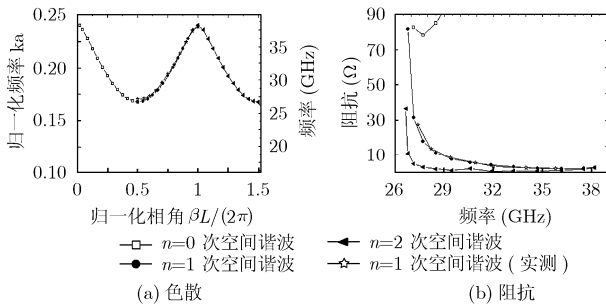 0.25
0.20
0.15
0.10
归一化频率 ka
0
0.5
1.0
1.5
归一化相角 βL/(2π)
35
30
25
20
频率 (GHz)
90
70
50
30
10
阻抗 (Ω)
26
29
32
35
38
频率 (GHz)
n=0 次空间谐波
n=2 次空间谐波
n=1 次空间谐波
n=1 次空间谐波 ( 实测 )
(a) 色散
(b) 阻抗